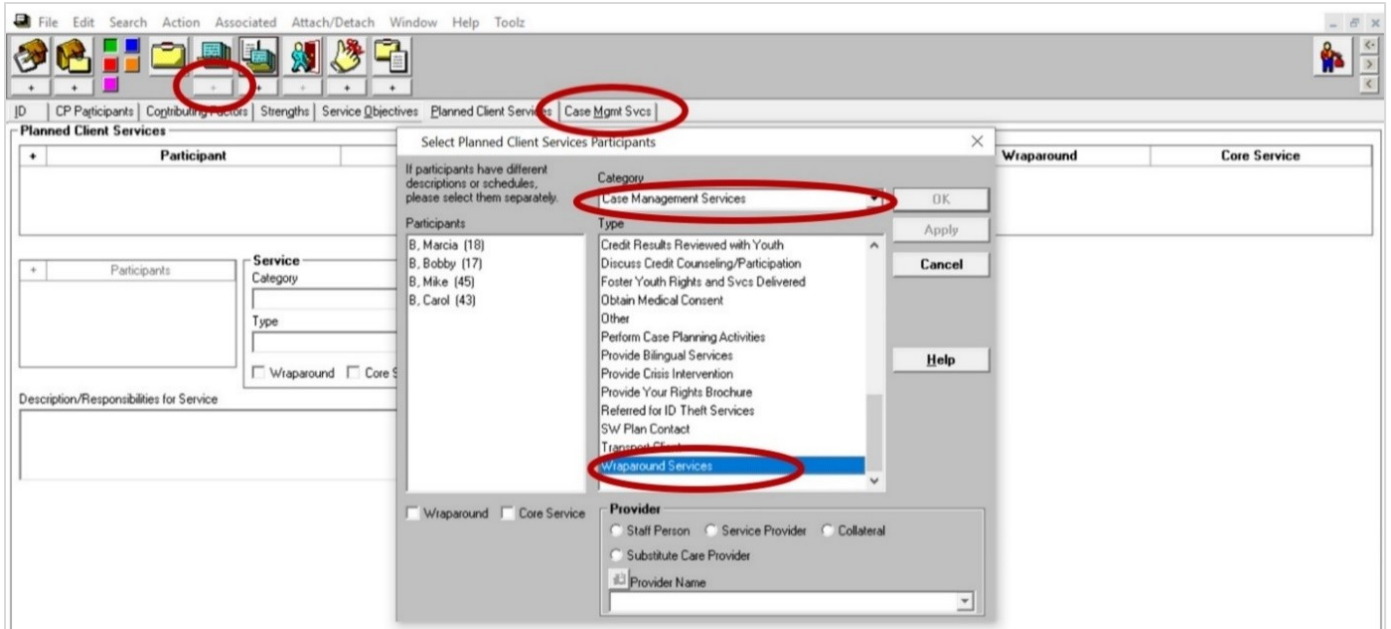 File Edit Search Action Associated Attach/Detach Window Help Toolz
+ + + + + + +
ID CP Participants Contributing Factors Strengths Service Objectives Planned Client Services Case Mgmt Svcs
Planned Client Services
+ Participant Wraparound Core Service
+ Participants
Service
Category
Type
Wraparound Core S
Description/Responsibilities for Service
Select Planned Client Services Participants
If participants have different
descriptions or schedules,
please select them separately.
Category
Case Management Services
OK
Apply
Cancel
Help
Participants
B, Marcia (18)
B, Bobby (17)
B, Mike (45)
B, Carol (43)
Type
Credit Results Reviewed with Youth
Discuss Credit Counseling/Participation
Foster Youth Rights and Svcs Delivered
Obtain Medical Consent
Other
Perform Case Planning Activities
Provide Bilingual Services
Provide Crisis Intervention
Provide Your Rights Brochure
Referred for ID Theft Services
SW Plan Contact
Transport Client
Wraparound Services
Wraparound Core Service
Provider
Staff Person Service Provider Collateral
Substitute Care Provider
Provider Name